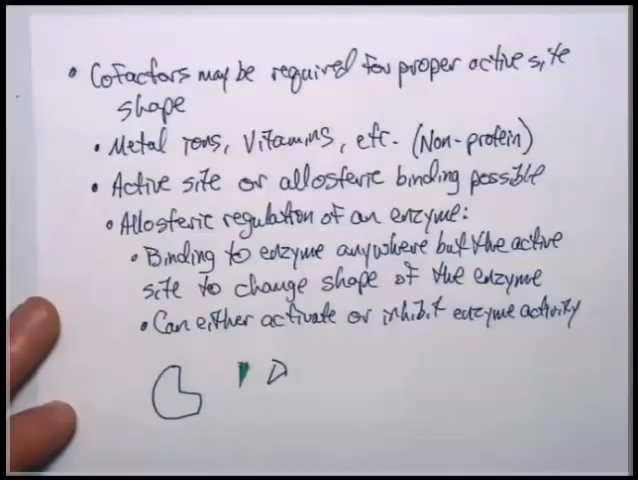 • Cofactors may be required for proper active site
shape
• Metal ions, Vitamins, etc. (Non-protein)
• Active site or allosteric binding possible
• Allosteric regulation of an enzyme:
• Binding to enzyme anywhere but the active
site to change shape of the enzyme
• Can either activate or inhibit enzyme activity